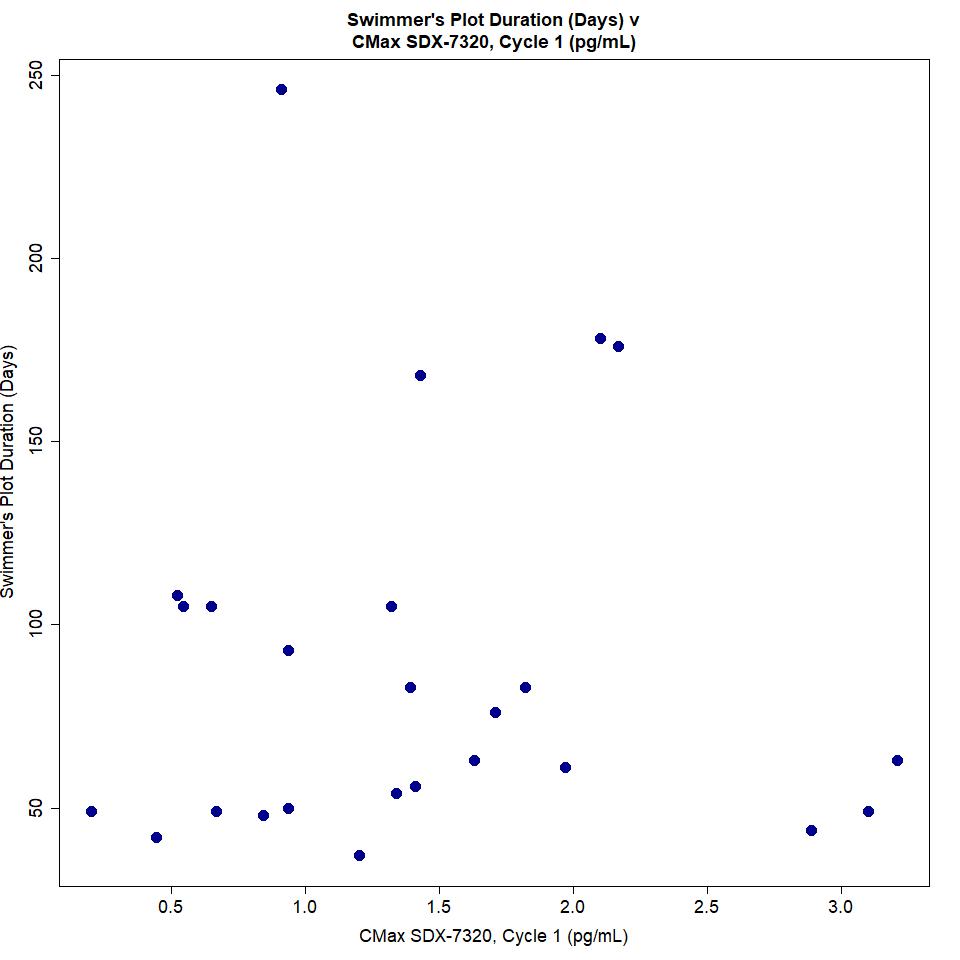 Swimmer's Plot Duration (Days) v
CMax SDX-7320, Cycle 1 (pg/mL)
Swimmer's Plot Duration (Days)
250
200
150
100
50
0.5 1.0 1.5 2.0 2.5 3.0
CMax SDX-7320, Cycle 1 (pg/mL)